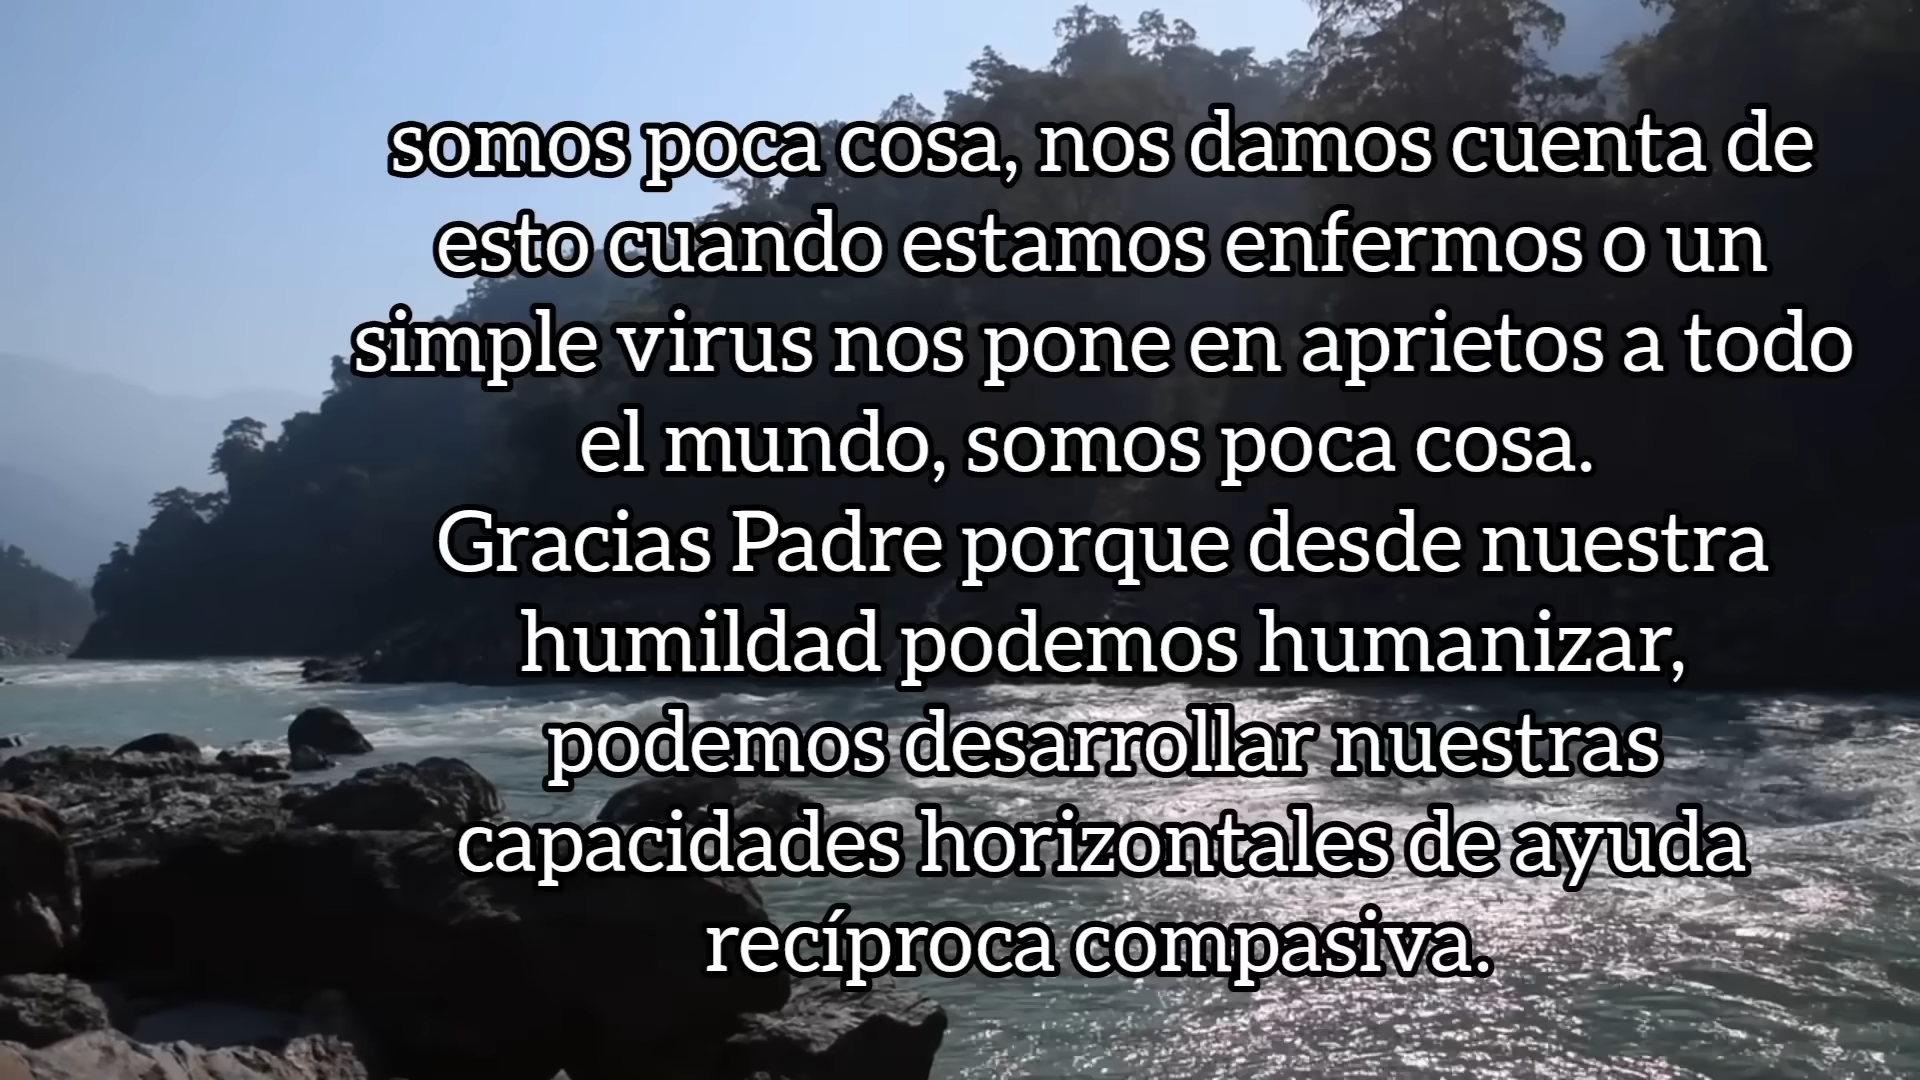 somos poca cosa, nos damos cuenta de
esto cuando estamos enfermos o un
simple virus nos pone en aprietos a todo
el mundo, somos poca cosa.
Gracias Padre porque desde nuestra
humildad podemos humanizar,
podemos desarrollar nuestras
capacidades horizontales de ayuda
recíproca compasiva.